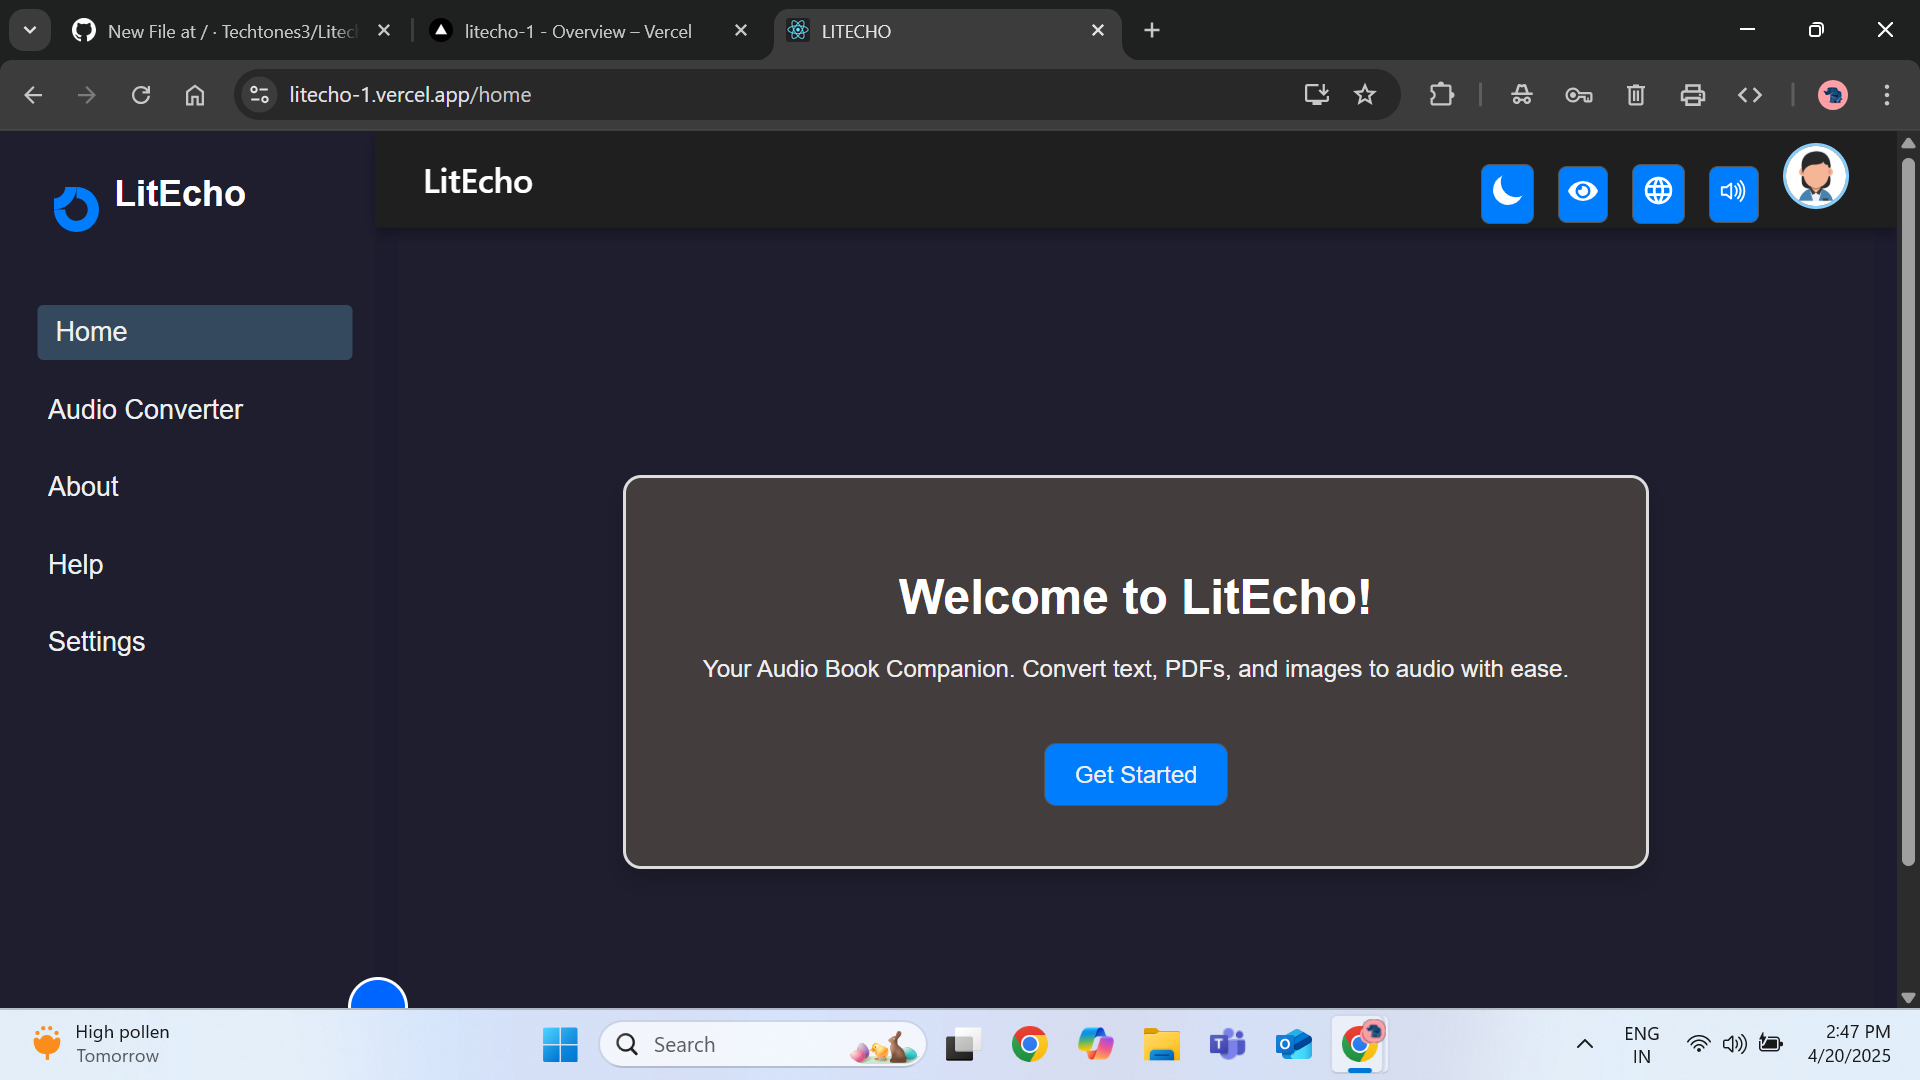 New File at / · Techtones3/Litec
litecho-1 - Overview – Vercel
LITECHO
litecho-1.vercel.app/home
LitEcho
LitEcho
Home
Audio Converter
About
Help
Settings
Welcome to LitEcho!
Your Audio Book Companion. Convert text, PDFs, and images to audio with ease.
Get Started
High pollen
Tomorrow
Search
ENG
IN
2:47 PM
4/20/2025